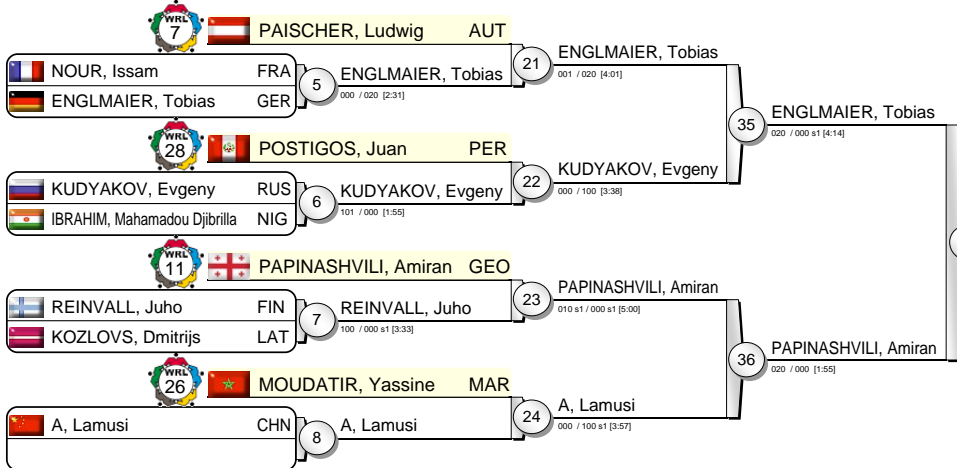 WRL
7
PAISCHER, Ludwig AUT
NOUR, Issam FRA
ENGLMAIER, Tobias GER
5
ENGLMAIER, Tobias
000 / 020 [2:31]
21
ENGLMAIER, Tobias
001 / 020 [4:01]
WRL
28
POSTIGOS, Juan PER
KUDYAKOV, Evgeny RUS
IBRAHIM, Mahamadou Djibrilla NIG
6
KUDYAKOV, Evgeny
101 / 000 [1:55]
22
KUDYAKOV, Evgeny
000 / 100 [3:38]
35
ENGLMAIER, Tobias
020 / 000 s1 [4:14]
WRL
11
PAPINASHVILI, Amiran GEO
REINVALL, Juho FIN
KOZLOVS, Dmitrijs LAT
7
REINVALL, Juho
100 / 000 s1 [3:33]
23
PAPINASHVILI, Amiran
010 s1 / 000 s1 [5:00]
WRL
26
MOUDATIR, Yassine MAR
A, Lamusi CHN
8
A, Lamusi
24
A, Lamusi
000 / 100 s1 [3:57]
36
PAPINASHVILI, Amiran
020 / 000 [1:55]